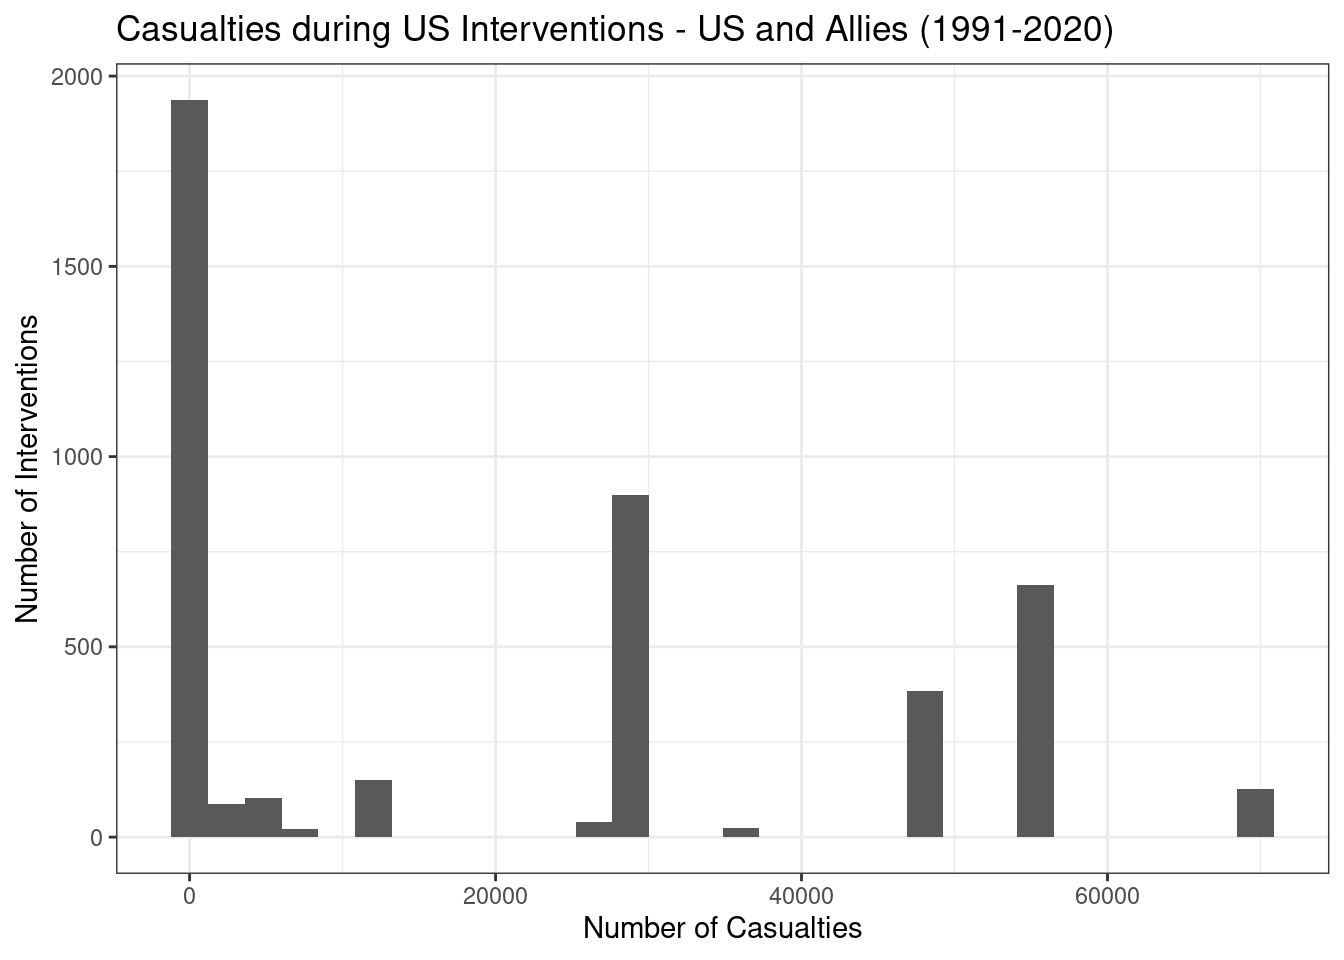 Casualties during US Interventions - US and Allies (1991-2020)
2000
1500
1000
500
0
Number of Interventions
0 20000 40000 60000
Number of Casualties